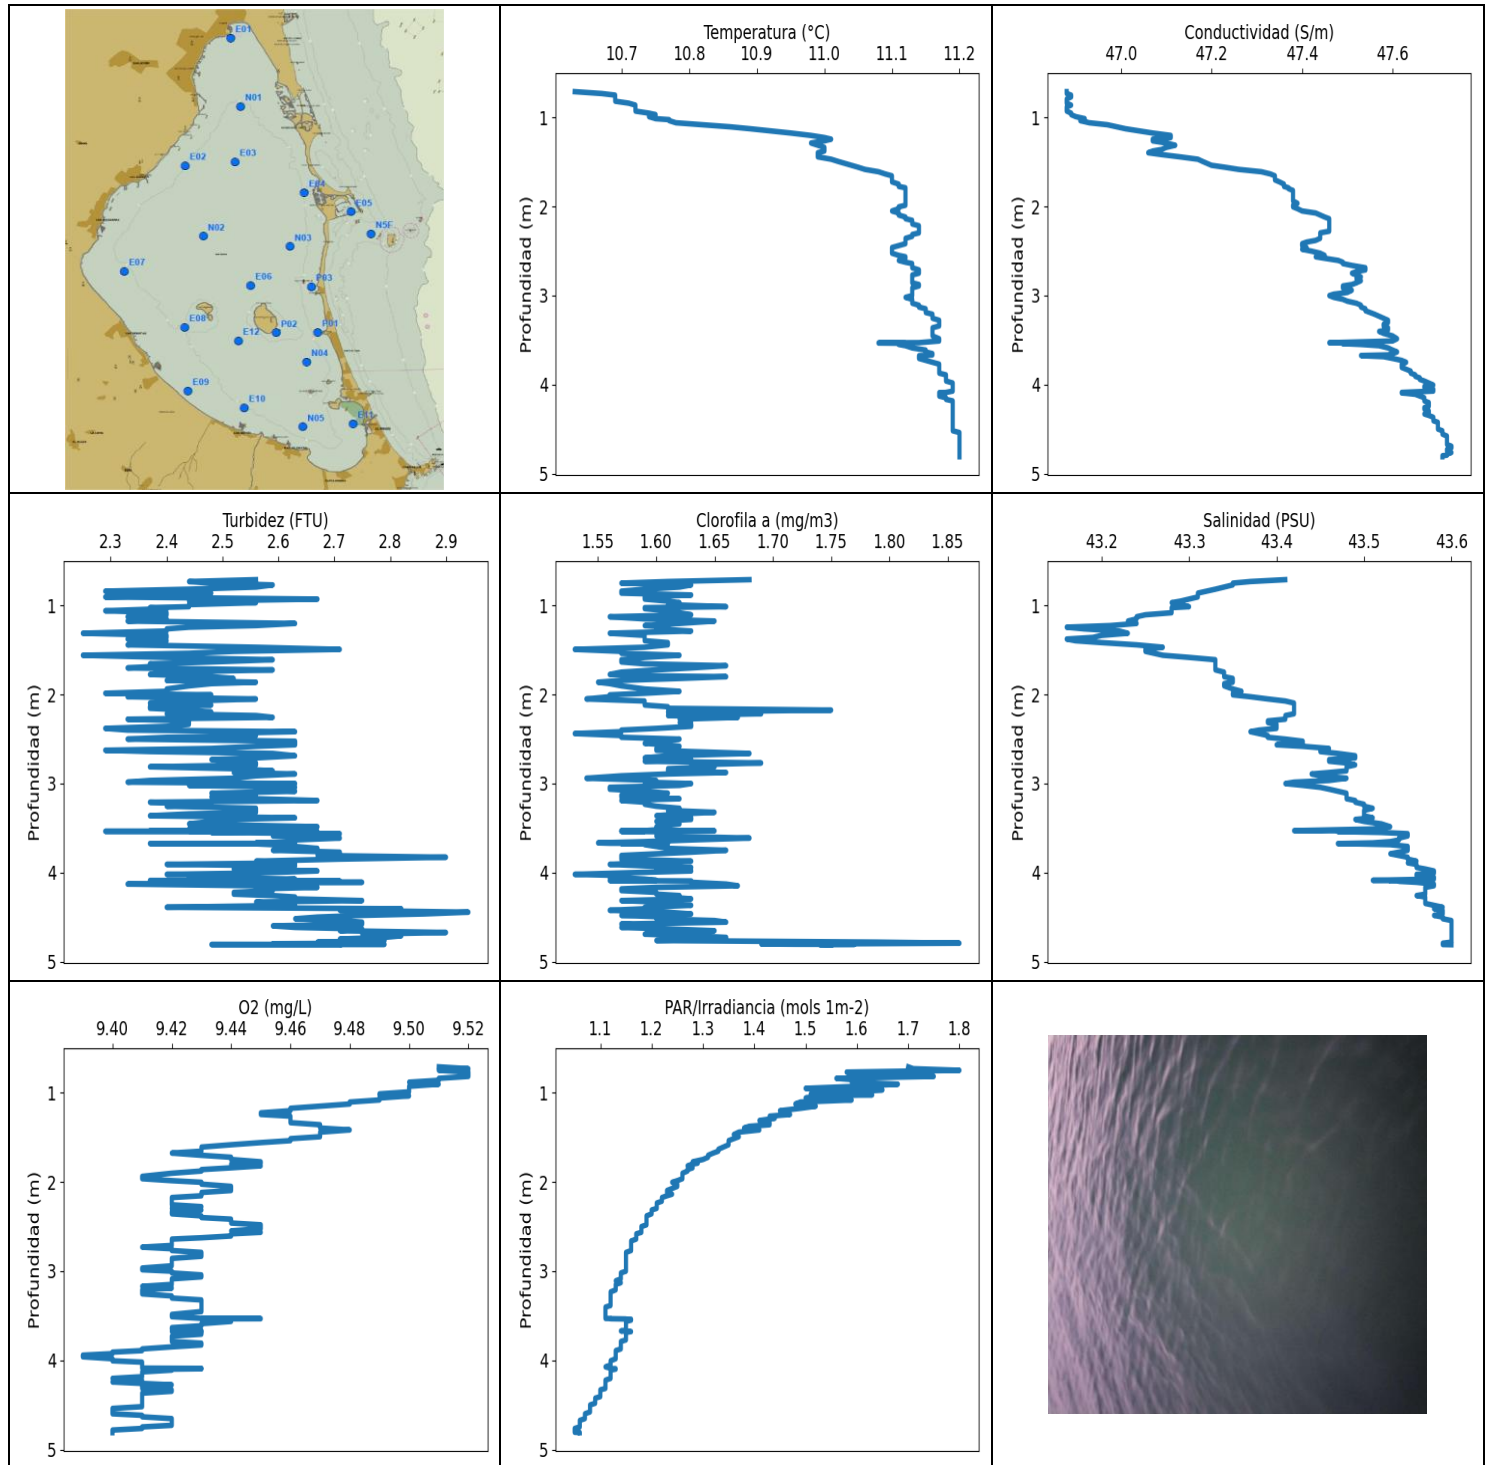 E01
N01
E02
E03
E04
E05
N5F
N02
N03
E07
E06
P03
E08
P02
P01
E12
N04
E09
E10
N05
E11
Temperatura (°C)
10.7 10.8 10.9 11.0 11.1 11.2
Profundidad (m)
1
2
3
4
5
Conductividad (S/m)
47.0 47.2 47.4 47.6
Profundidad (m)
1
2
3
4
5
Turbidez (FTU)
2.3 2.4 2.5 2.6 2.7 2.8 2.9
Profundidad (m)
1
2
3
4
5
Clorofila a (mg/m3)
1.55 1.60 1.65 1.70 1.75 1.80 1.85
Profundidad (m)
1
2
3
4
5
Salinidad (PSU)
43.2 43.3 43.4 43.5 43.6
Profundidad (m)
1
2
3
4
5
O2 (mg/L)
9.40 9.42 9.44 9.46 9.48 9.50 9.52
Profundidad (m)
1
2
3
4
5
PAR/Irradiancia (mols 1m-2)
1.1 1.2 1.3 1.4 1.5 1.6 1.7 1.8
Profundidad (m)
1
2
3
4
5